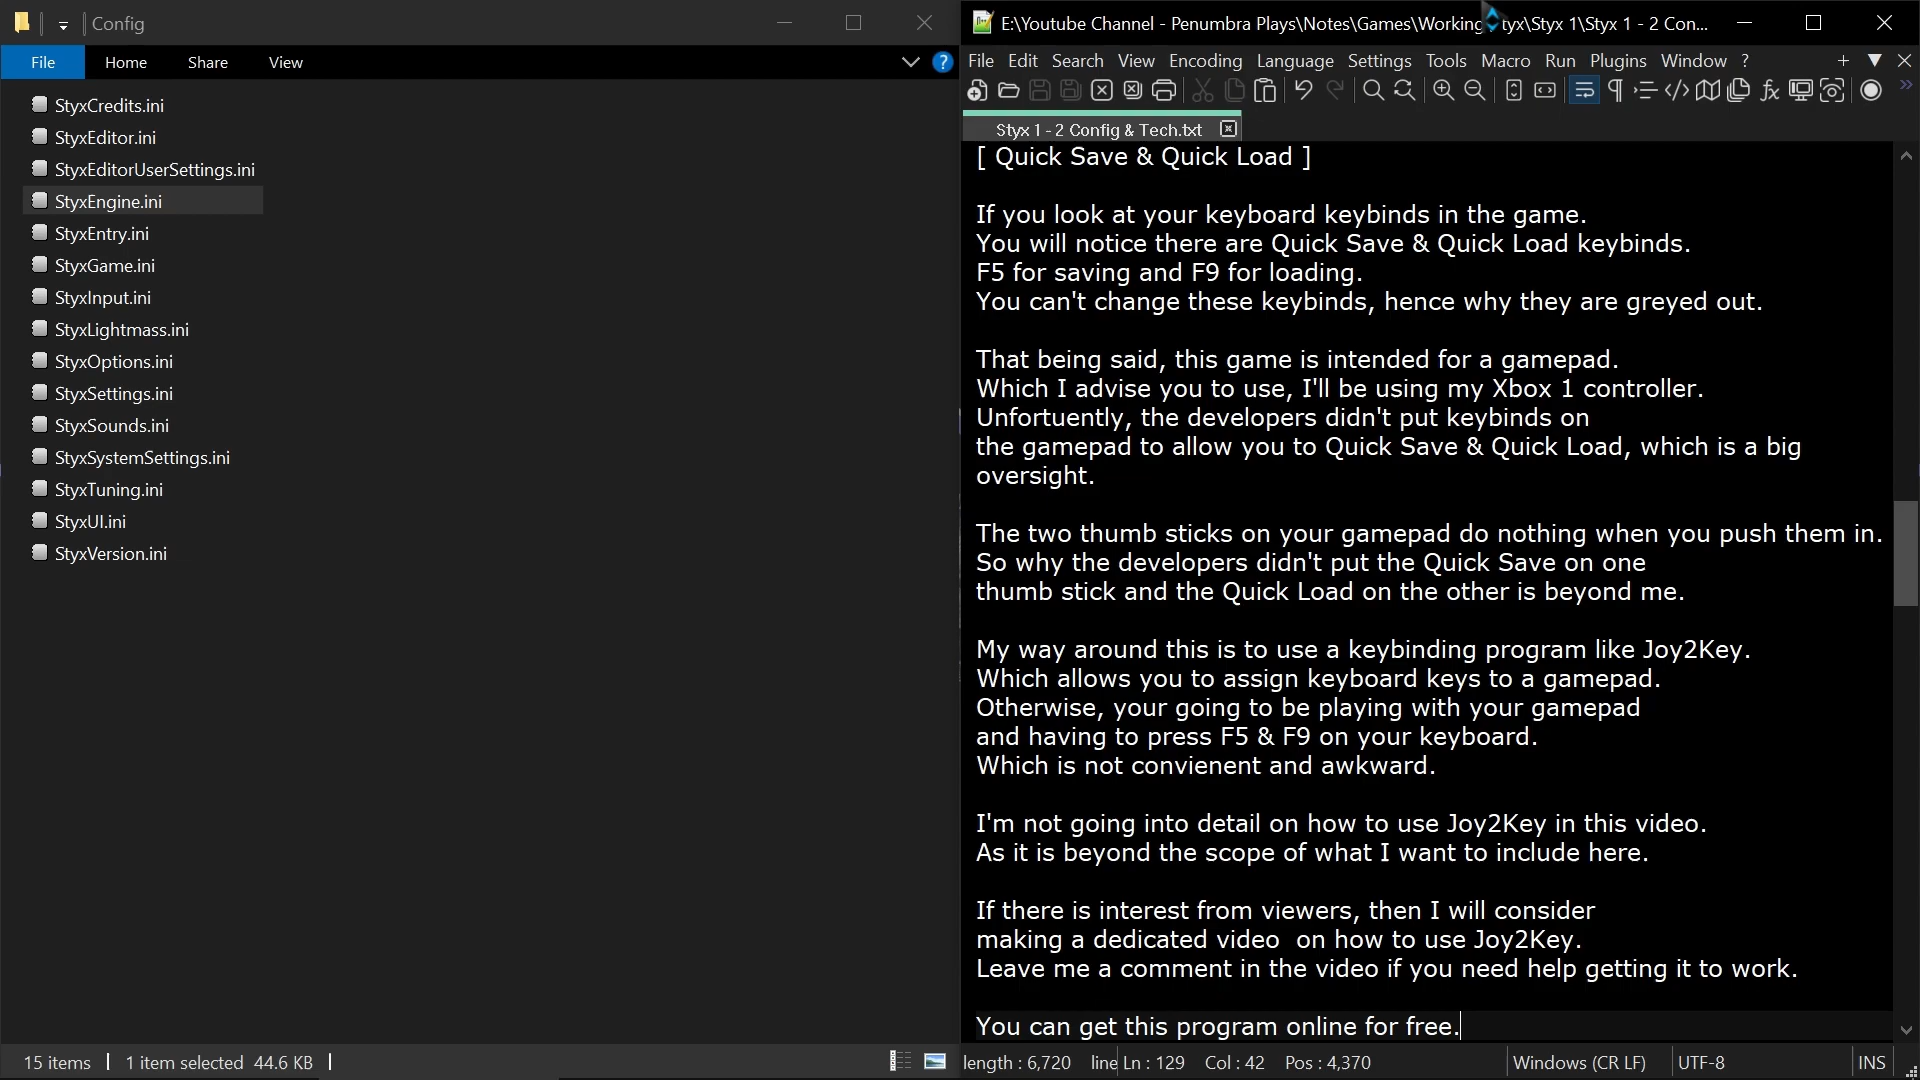 Config
File Home Share View
StyxCredits.ini
StyxEditor.ini
StyxEditorUserSettings.ini
StyxEngine.ini
StyxEntry.ini
StyxGame.ini
StyxInput.ini
StyxLightmass.ini
StyxOptions.ini
StyxSettings.ini
StyxSounds.ini
StyxSystemSettings.ini
StyxTuning.ini
StyxUI.ini
StyxVersion.ini
15 items 1 item selected 44.6 KB
E:\Youtube Channel - Penumbra Plays\Notes\Games\Working tyx\Styx 1\Styx 1 - 2 Con...
File Edit Search View Encoding Language Settings Tools Macro Run Plugins Window ?
Styx 1 - 2 Config & Tech.txt
[ Quick Save & Quick Load ]
If you look at your keyboard keybinds in the game.
You will notice there are Quick Save & Quick Load keybinds.
F5 for saving and F9 for loading.
You can't change these keybinds, hence why they are greyed out.
That being said, this game is intended for a gamepad.
Which I advise you to use, I'll be using my Xbox 1 controller.
Unfortuently, the developers didn't put keybinds on
the gamepad to allow you to Quick Save & Quick Load, which is a big
oversight.
The two thumb sticks on your gamepad do nothing when you push them in.
So why the developers didn't put the Quick Save on one
thumb stick and the Quick Load on the other is beyond me.
My way around this is to use a keybinding program like Joy2Key.
Which allows you to assign keyboard keys to a gamepad.
Otherwise, your going to be playing with your gamepad
and having to press F5 & F9 on your keyboard.
Which is not convienent and awkward.
I'm not going into detail on how to use Joy2Key in this video.
As it is beyond the scope of what I want to include here.
If there is interest from viewers, then I will consider
making a dedicated video  on how to use Joy2Key.
Leave me a comment in the video if you need help getting it to work.
You can get this program online for free.
length : 6,720 line Ln : 129 Col : 42 Pos : 4,370 Windows (CR LF) UTF-8 INS